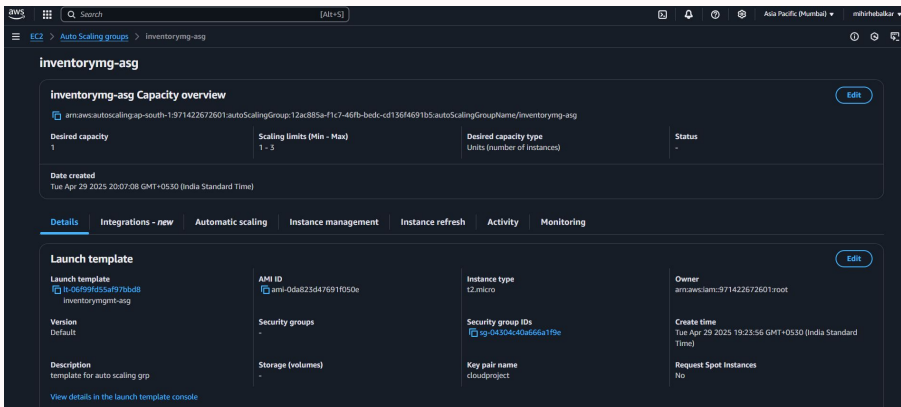 aws Search [Alt+S] Asia Pacific (Mumbai) mihirhebalkar
EC2 > Auto Scaling groups > inventorymg-asg
inventorymg-asg
inventorymg-asg Capacity overview Edit
arn:aws:autoscaling:ap-south-1:971422672601:autoScalingGroup:12ac885a-f1c7-46fb-bedc-cd136f4691b5:autoScalingGroupName/inventorymg-asg
Desired capacity Scaling limits (Min - Max) Desired capacity type Status
1 1 - 3 Units (number of instances) -
Date created
Tue Apr 29 2025 20:07:08 GMT+0530 (India Standard Time)
Details Integrations - new Automatic scaling Instance management Instance refresh Activity Monitoring
Launch template Edit
Launch template AMI ID Instance type Owner
lt-06f99fd55af97bbd8 ami-0da823d47691f050e t2.micro arn:aws:iam::971422672601:root
inventorymgmt-asg
Version Security groups Security group IDs Create time
Default - sg-04304c40a666a1f9e Tue Apr 29 2025 19:23:56 GMT+0530 (India Standard
Time)
Description Storage (volumes) Key pair name Request Spot Instances
template for auto scaling grp - cloudproject No
View details in the launch template console